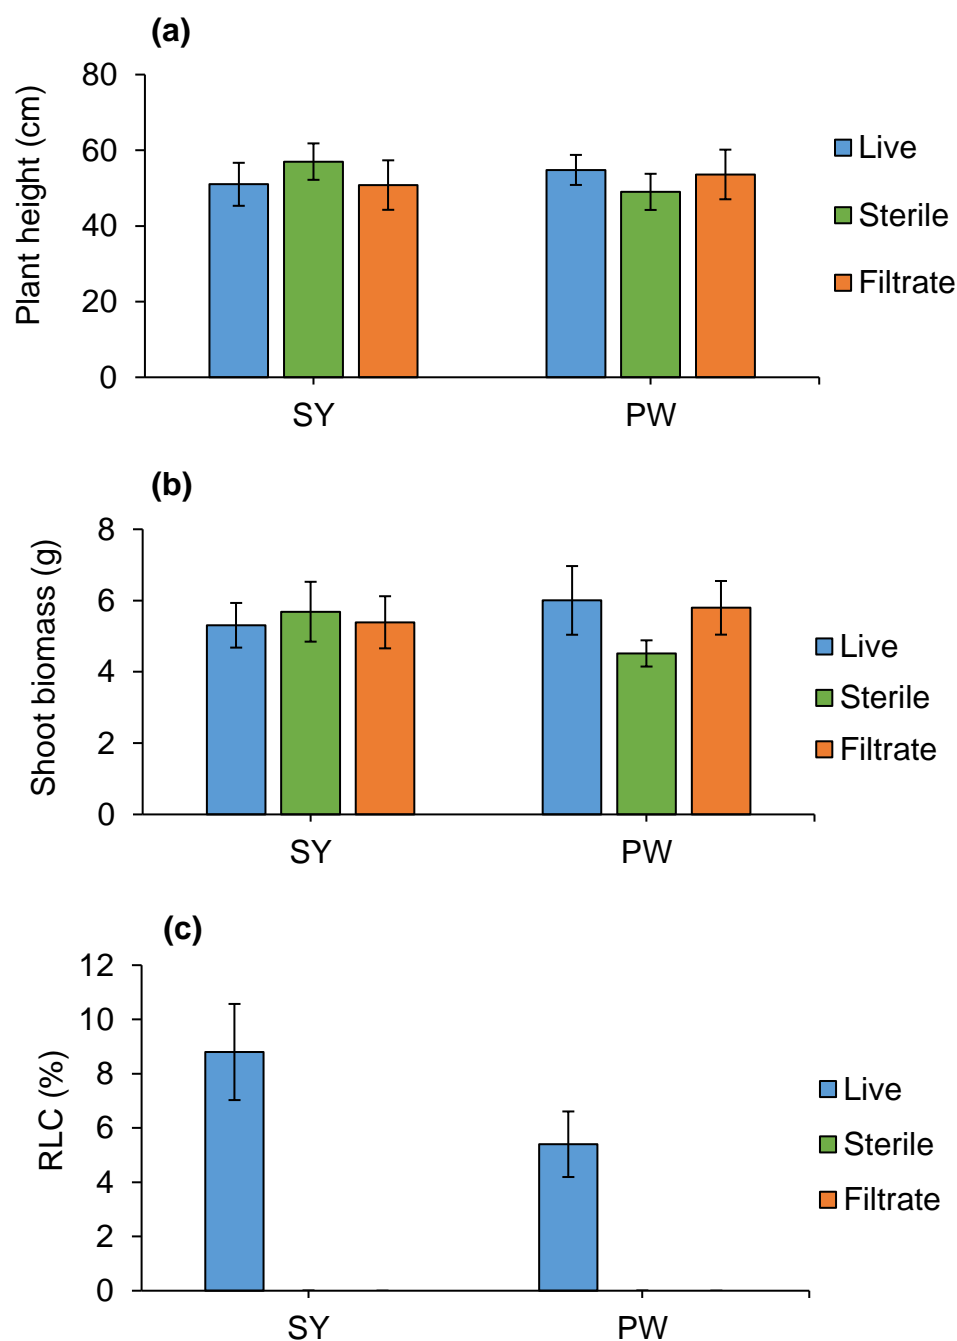 (a)
Plant height (cm)
80
60
40
20
0
SY
PW
Live
Sterile
Filtrate
(b)
Shoot biomass (g)
8
6
4
2
0
SY
PW
Live
Sterile
Filtrate
(c)
RLC (%)
12
10
8
6
4
2
0
SY
PW
Live
Sterile
Filtrate